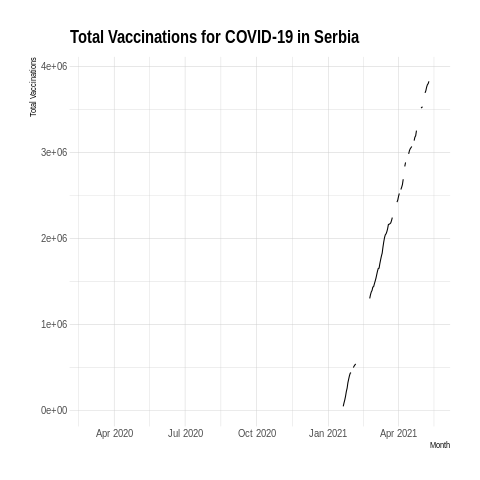 Total Vaccinations for COVID-19 in Serbia
Total Vaccinations
4e+06
3e+06
2e+06
1e+06
0e+00
Apr 2020 Jul 2020 Oct 2020 Jan 2021 Apr 2021
Month